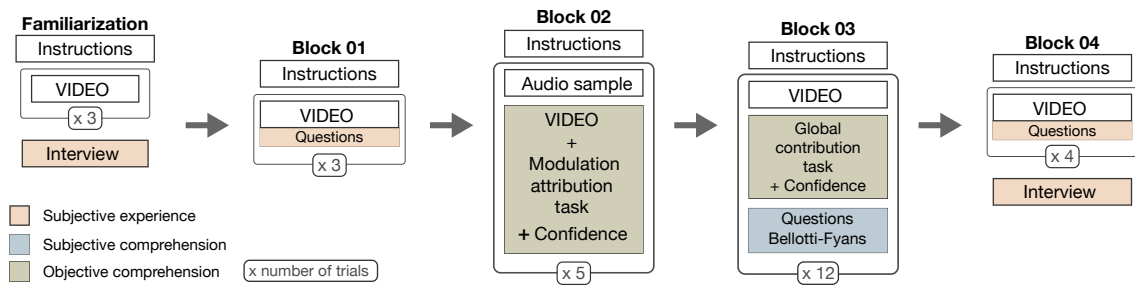 Familiarization
Instructions
VIDEO
x 3
Interview
Block 01
Instructions
VIDEO
Questions
x 3
Block 02
Instructions
Audio sample
VIDEO
+
Modulation
attribution
task
+ Confidence
x 5
Block 03
Instructions
VIDEO
Global
contribution
task
+ Confidence
Questions
Bellotti-Fyans
x 12
Block 04
Instructions
VIDEO
Questions
x 4
Interview
Subjective experience
Subjective comprehension
Objective comprehension
x number of trials